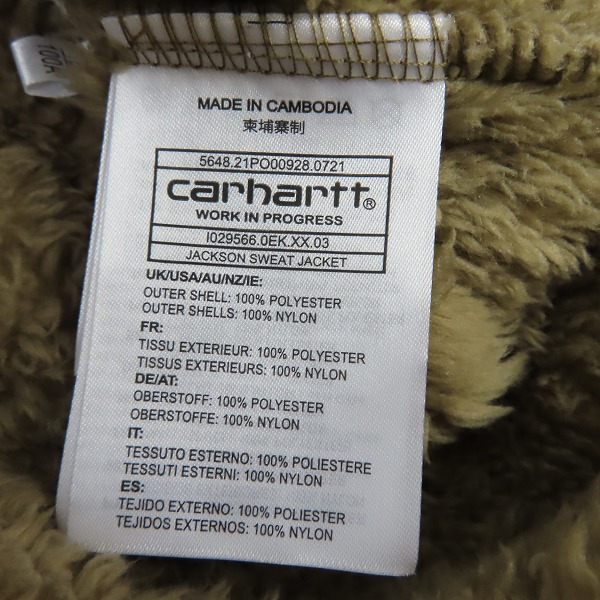 MADE IN CAMBODIA
柬埔寨制
5648.21PO00928.0721
carhartt®
WORK IN PROGRESS
I029566.0EK.XX.03
JACKSON SWEAT JACKET
UK/USA/AU/NZ/IE:
OUTER SHELL: 100% POLYESTER
OUTER SHELLS: 100% NYLON
FR:
TISSU EXTERIEUR: 100% POLYESTER
TISSUS EXTERIEURS: 100% NYLON
DE/AT:
OBERSTOFF: 100% POLYESTER
OBERSTOFFE: 100% NYLON
IT:
TESSUTO ESTERNO: 100% POLIESTERE
TESSUTI ESTERNI: 100% NYLON
ES:
TEJIDO EXTERNO: 100% POLIESTER
TEJIDOS EXTERNOS: 100% NYLON